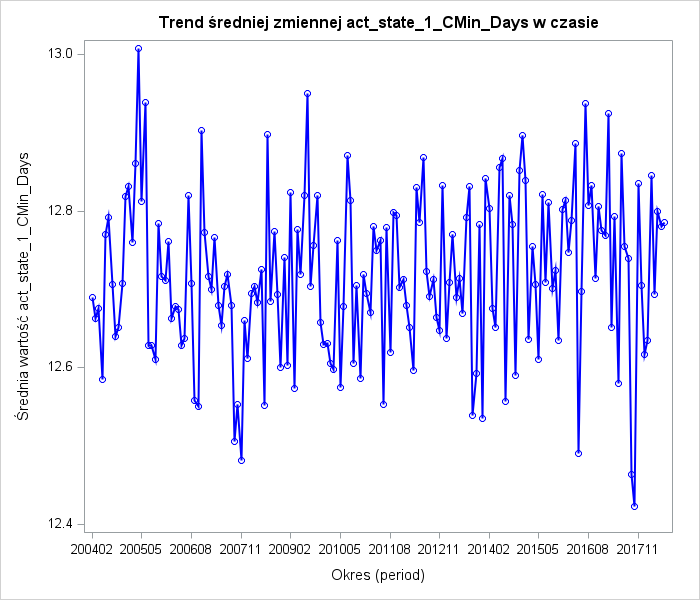 Trend średniej zmiennej act_state_1_CMin_Days w czasie
Średnia wartość act_state_1_CMin_Days
13.0
12.8
12.6
12.4
200402 200505 200608 200711 200902 201005 201108 201211 201402 201505 201608 201711
Okres (period)